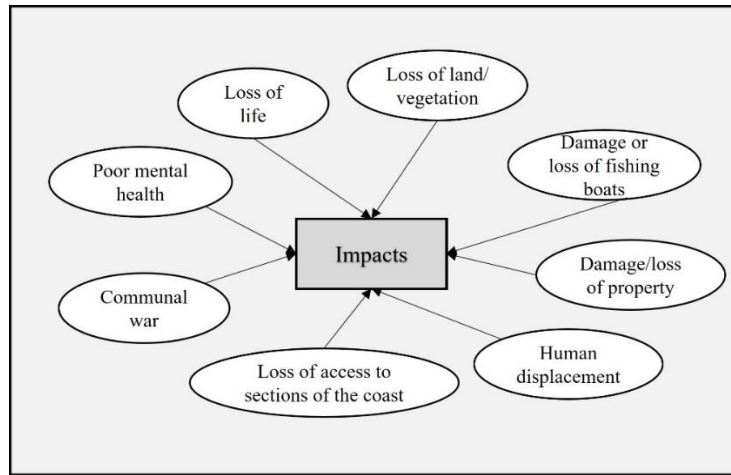 Loss of
life
Loss of land/
vegetation
Damage or
loss of fishing
boats
Poor mental
health
Impacts
Damage/loss
of property
Communal
war
Human
displacement
Loss of access to
sections of the coast